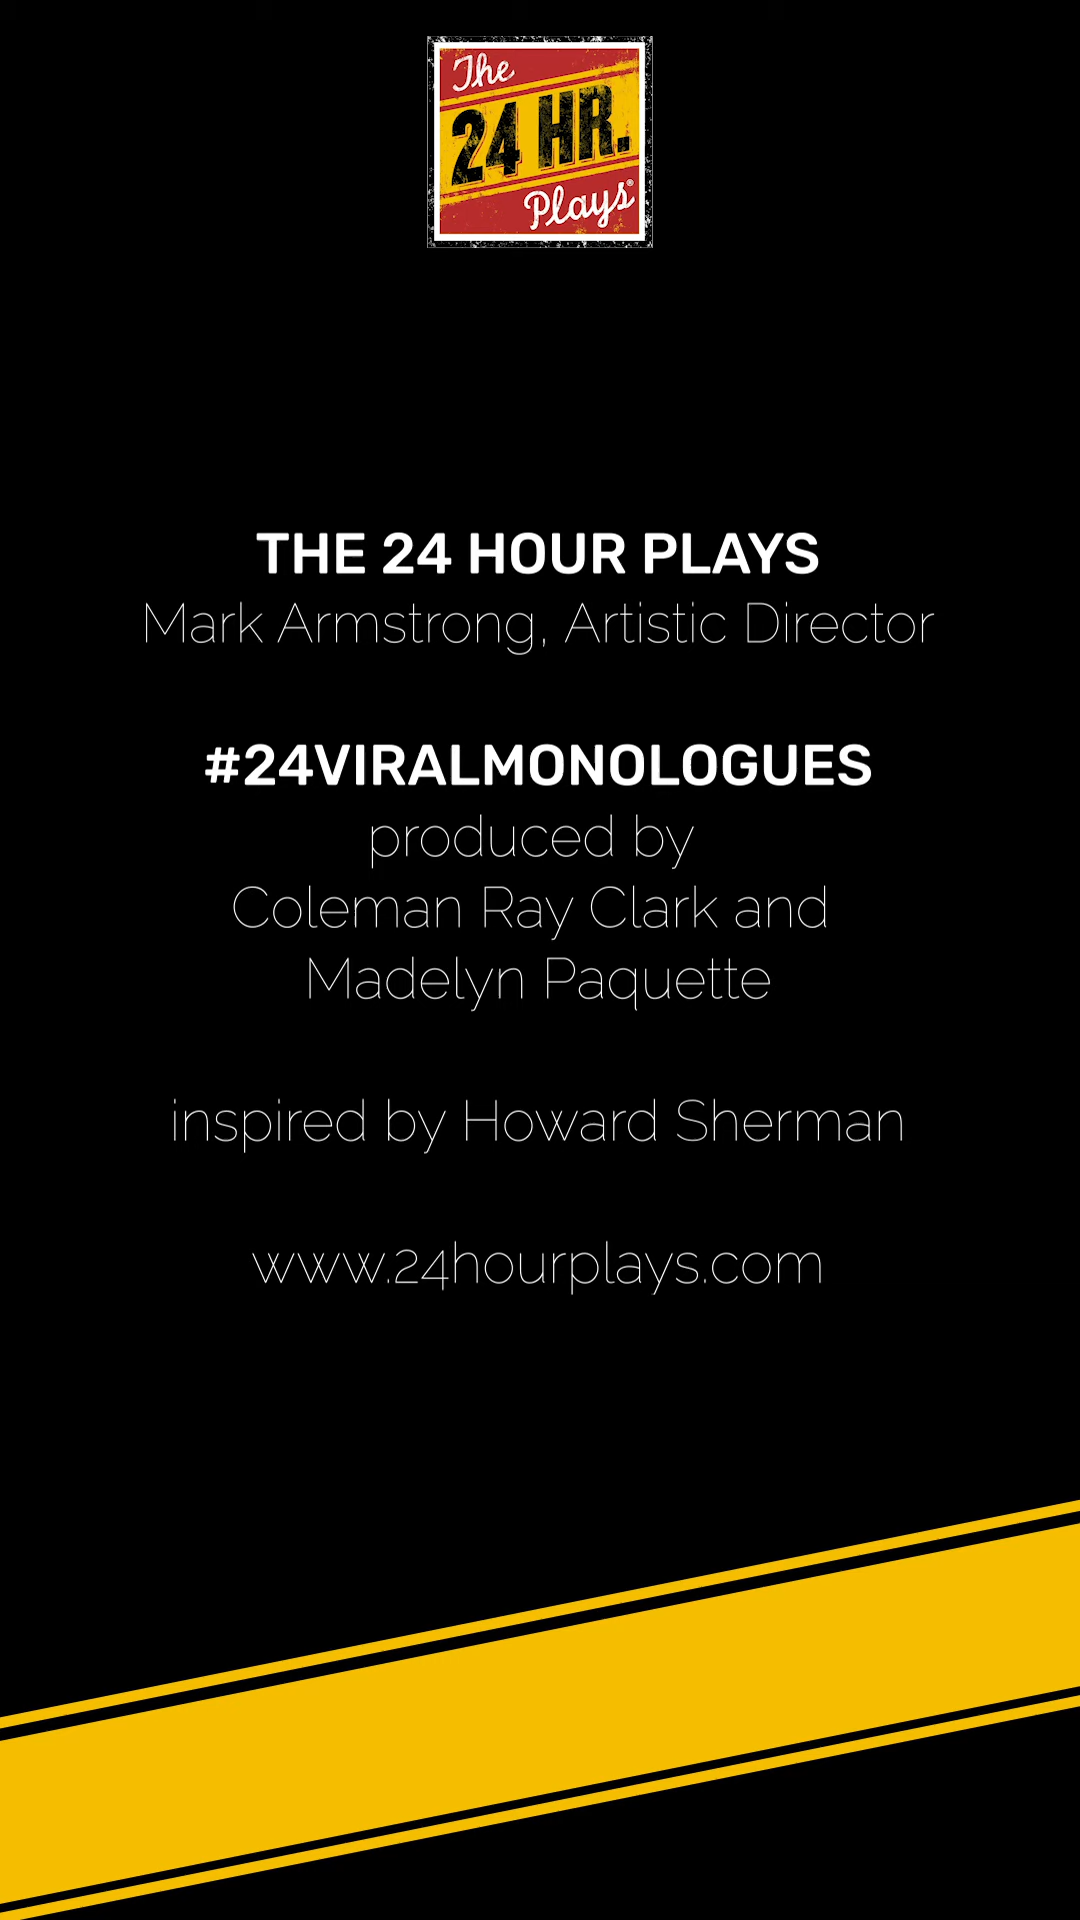 The
24 HR.
Plays®
THE 24 HOUR PLAYS
Mark Armstrong, Artistic Director
#24VIRALMONOLOGUES
produced by
Coleman Ray Clark and
Madelyn Paquette
inspired by Howard Sherman
www.24hourplays.com